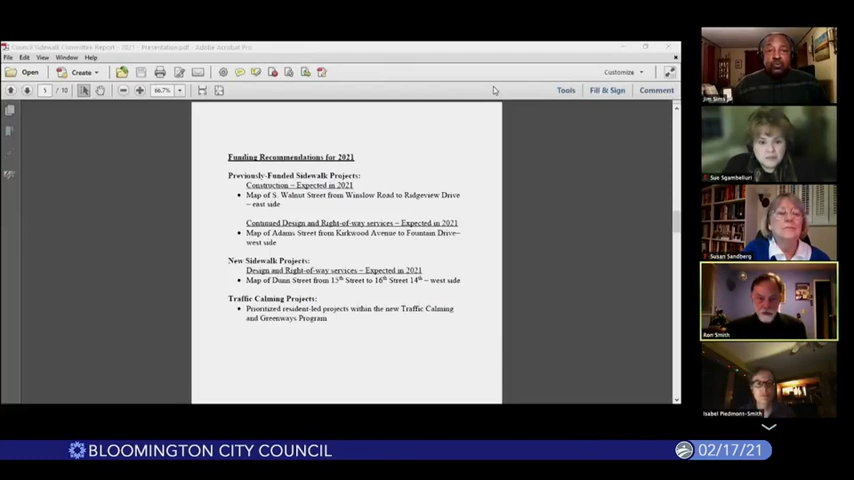 Council Sidewalk Committee Report - 2021 - Presentation.pdf - Adobe Acrobat Pro
File Edit View Window Help
Open Create Customize
5 / 10 66.7% Tools Fill & Sign Comment
Funding Recommendations for 2021
Previously-Funded Sidewalk Projects:
Construction – Expected in 2021
• Map of S. Walnut Street from Winslow Road to Ridgeview Drive
– east side
Continued Design and Right-of-way services – Expected in 2021
• Map of Adams Street from Kirkwood Avenue to Fountain Drive–
west side
New Sidewalk Projects:
Design and Right-of-way services – Expected in 2021
• Map of Dunn Street from 15th Street to 16th Street 14th – west side
Traffic Calming Projects:
• Prioritized resident-led projects within the new Traffic Calming
and Greenways Program
Jim Sims
Sue Sgambelluri
Susan Sandberg
Ron Smith
Isabel Piedmont-Smith
BLOOMINGTON CITY COUNCIL
02/17/21